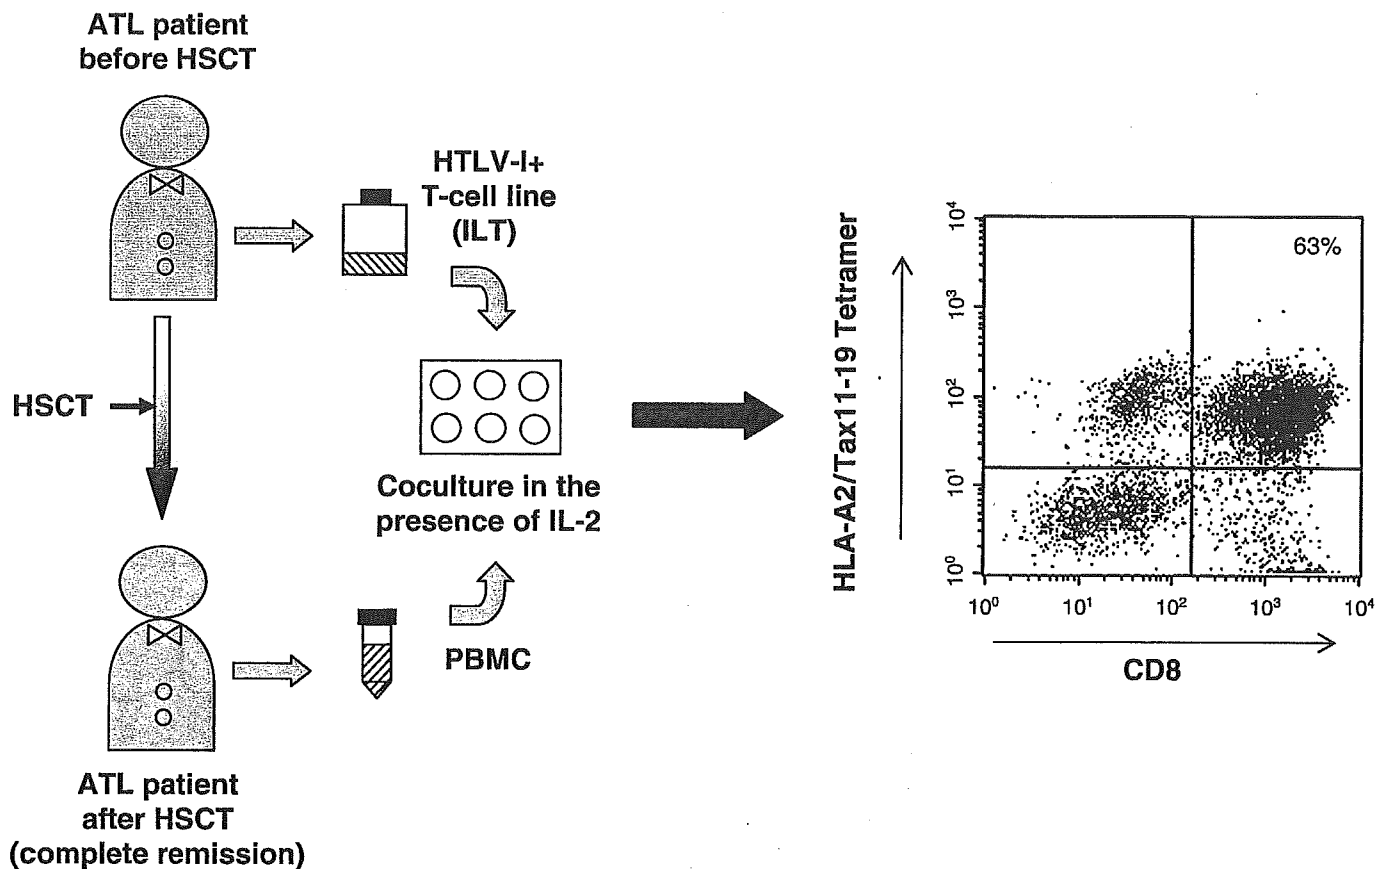 ATL patient
before HSCT
HTLV-I+
T-cell line
(ILT)
HSCT
Coculture in the
presence of IL-2
PBMC
ATL patient
after HSCT
(complete remission)
HLA-A2/Tax11-19 Tetramer
10⁴
10³
10²
10¹
10⁰
63%
10⁰ 10¹ 10² 10³ 10⁴
CD8